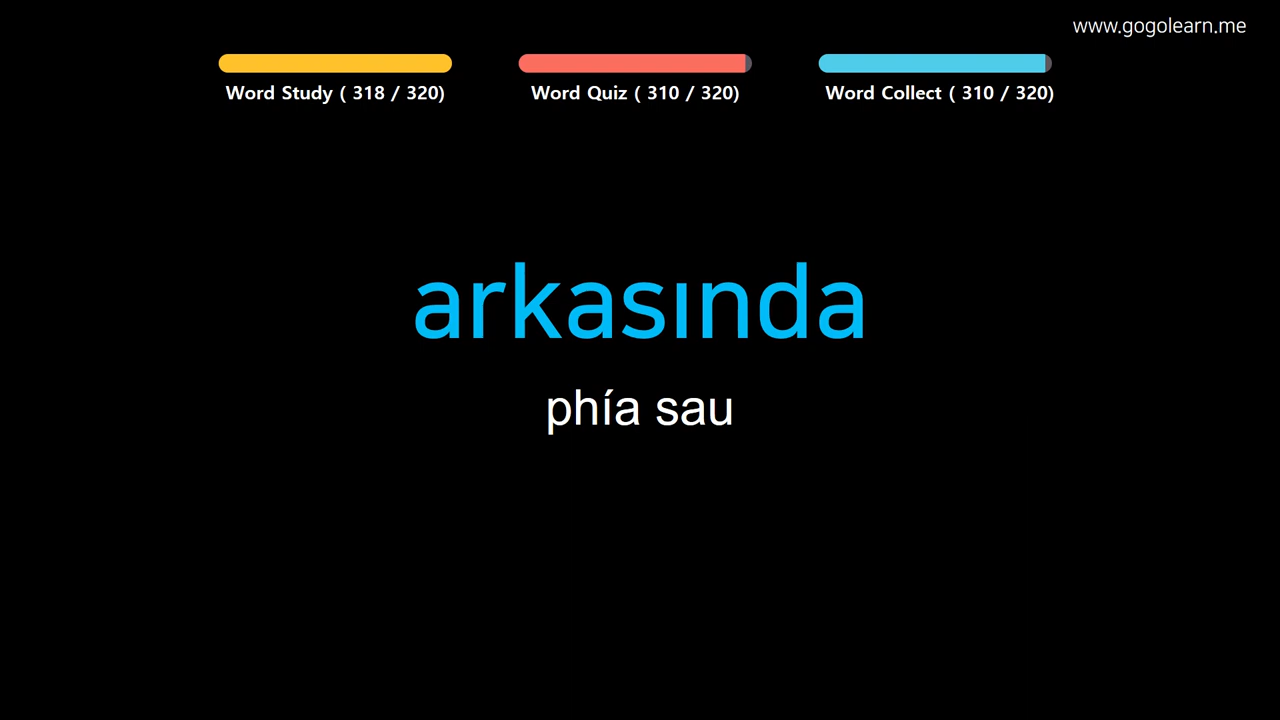 www.gogolearn.me
Word Study ( 318 / 320)
Word Quiz ( 310 / 320)
Word Collect ( 310 / 320)
arkasında
phía sau